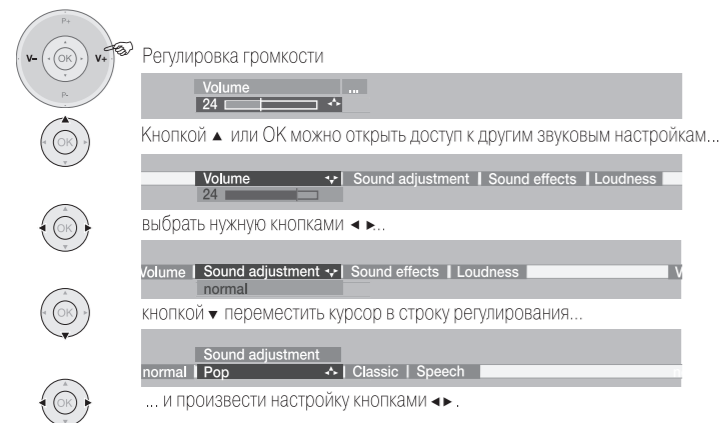 P+
V- OK V+
P-
Регулировка громкости
Volume ...
24
OK
Кнопкой ▲ или ОК можно открыть доступ к другим звуковым настройкам...
Volume | Sound adjustment | Sound effects | Loudness
24
OK
выбрать нужную кнопками ◄ ►...
Volume | Sound adjustment | Sound effects | Loudness V
normal
OK
кнопкой ▼ переместить курсор в строку регулирования...
Sound adjustment
normal | Pop | Classic | Speech
OK
... и произвести настройку кнопками ◄►.